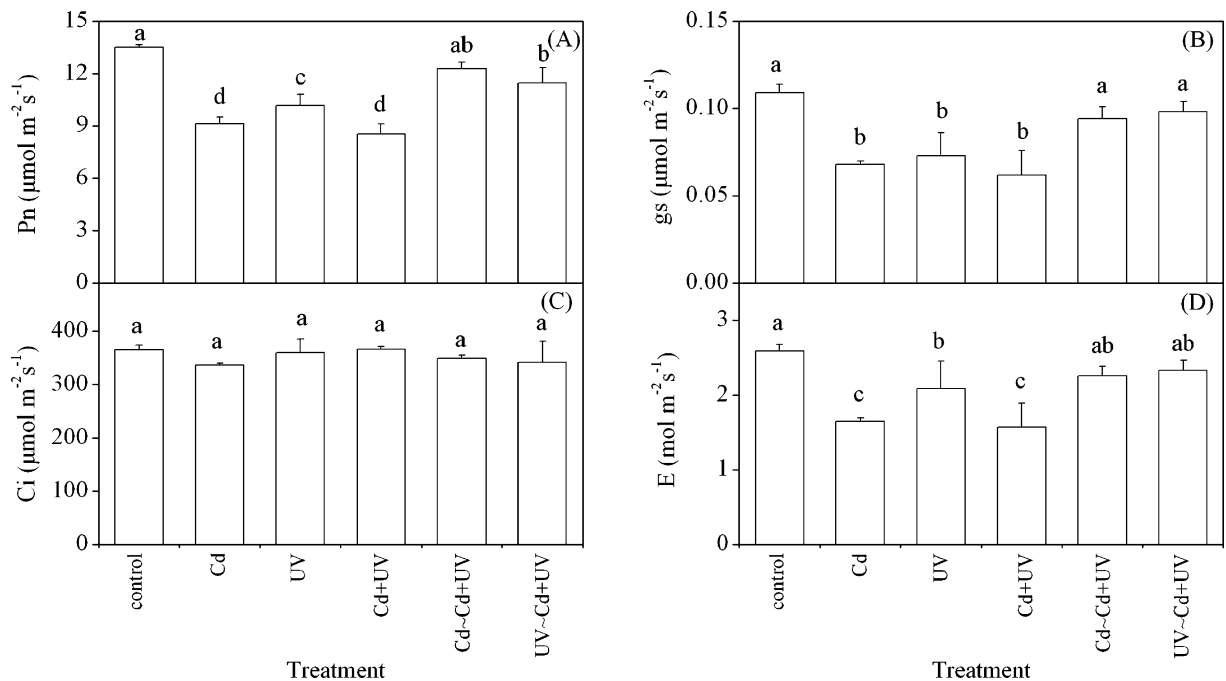 15
12
9
6
3
0
Pn (μmol m⁻²s⁻¹)
(A)
a
d
c
d
ab
b
0.15
0.10
0.05
0.00
gs (μmol m⁻²s⁻¹)
(B)
a
b
b
b
a
a
400
300
200
100
0
Ci (μmol m⁻²s⁻¹)
(C)
a
a
a
a
a
a
control
Cd
UV
Cd+UV
Cd~Cd+UV
UV~Cd+UV
Treatment
3
2
1
0
E (mol m⁻²s⁻¹)
(D)
a
c
b
c
ab
ab
control
Cd
UV
Cd+UV
Cd~Cd+UV
UV~Cd+UV
Treatment